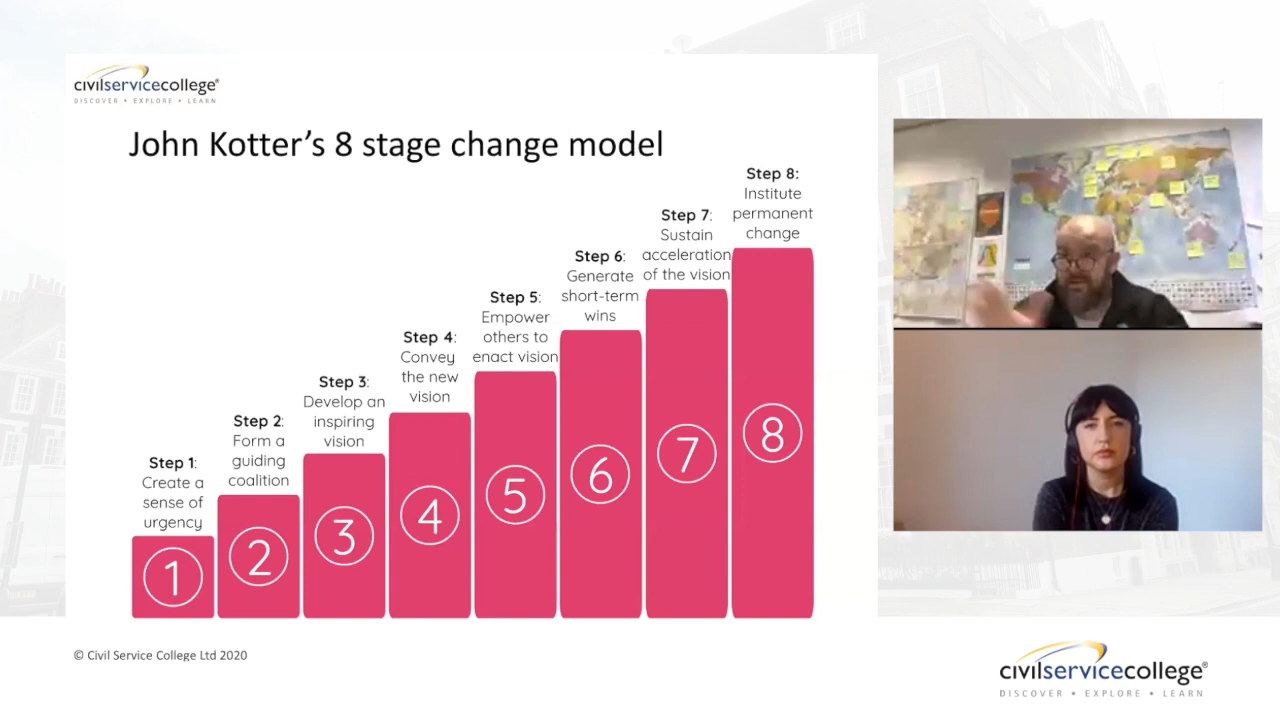 civilservicecollege®
DISCOVER • EXPLORE • LEARN
John Kotter’s 8 stage change model
Step 1:
Create a
sense of
urgency
Step 2:
Form a
guiding
coalition
Step 3:
Develop an
inspiring
vision
Step 4:
Convey
the new
vision
Step 5:
Empower
others to
enact vision
Step 6:
Generate
short-term
wins
Step 7:
Sustain
acceleration
of the vision
Step 8:
Institute
permanent
change
1
2
3
4
5
6
7
8
© Civil Service College Ltd 2020
civilservicecollege®
DISCOVER • EXPLORE • LEARN